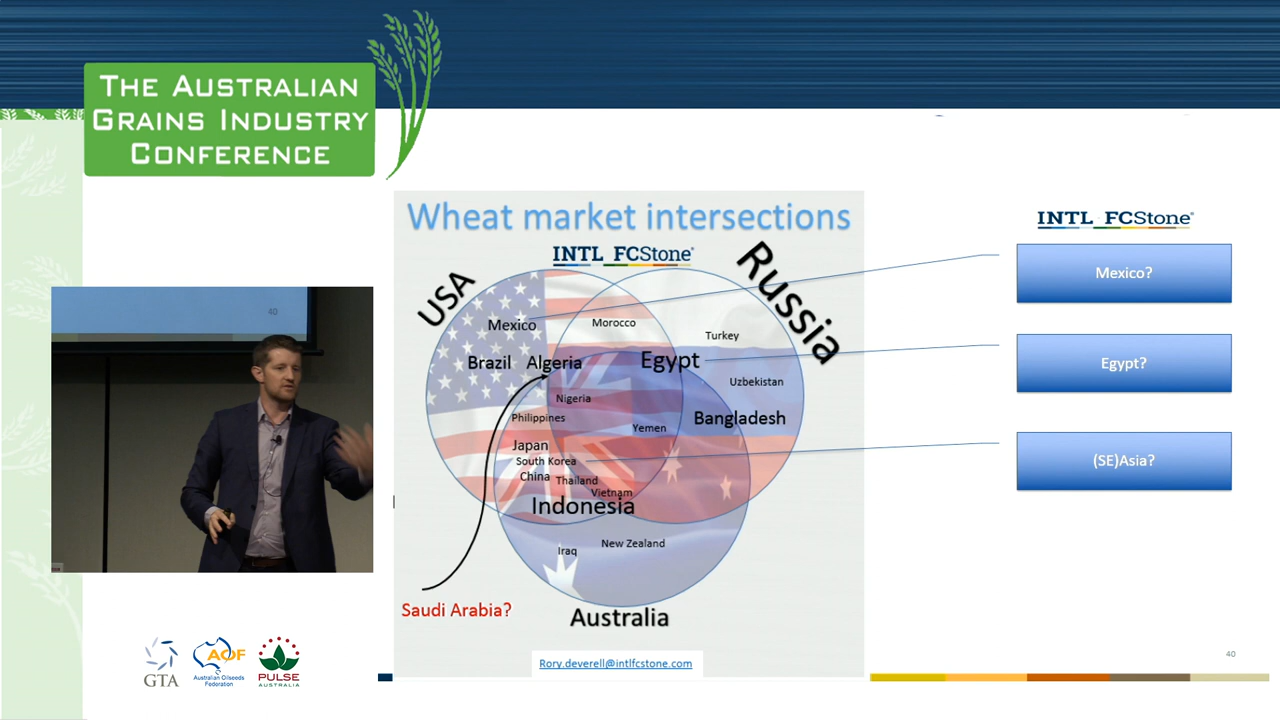 THE AUSTRALIAN
GRAINS INDUSTRY
CONFERENCE
Wheat market intersections
INTL FCStone®
USA
Russia
Mexico
Morocco
Turkey
Brazil
Algeria
Egypt
Uzbekistan
Nigeria
Philippines
Yemen
Bangladesh
Japan
South Korea
China
Thailand
Vietnam
Indonesia
Iraq
New Zealand
Saudi Arabia?
Australia
Rory.deverell@intlfcstone.com
INTL FCStone®
Mexico?
Egypt?
(SE)Asia?
40
40
GTA
AOF
Australian Oilseeds
Federation
PULSE
AUSTRALIA